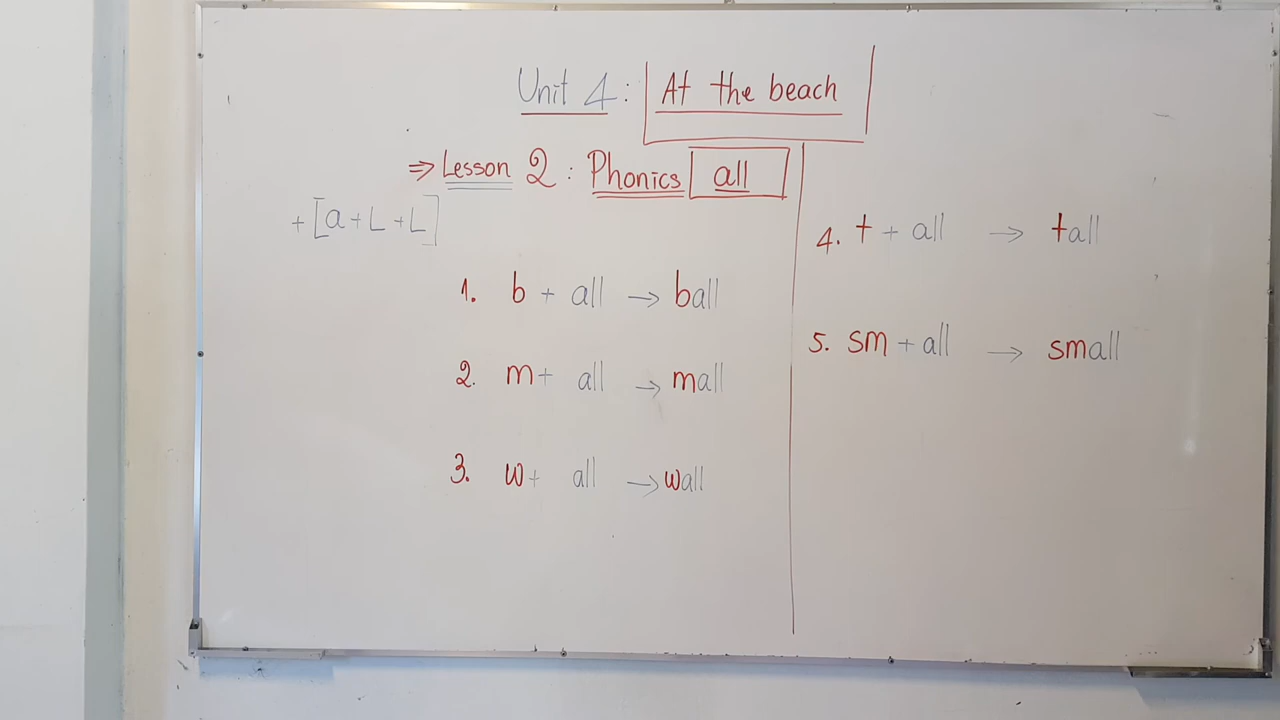 Unit 4: At the beach
⇒ Lesson 2: Phonics all
+ [a+L+L]
1. b + all → ball
2. m + all → mall
3. w + all → wall
4. t + all → tall
5. sm + all → small